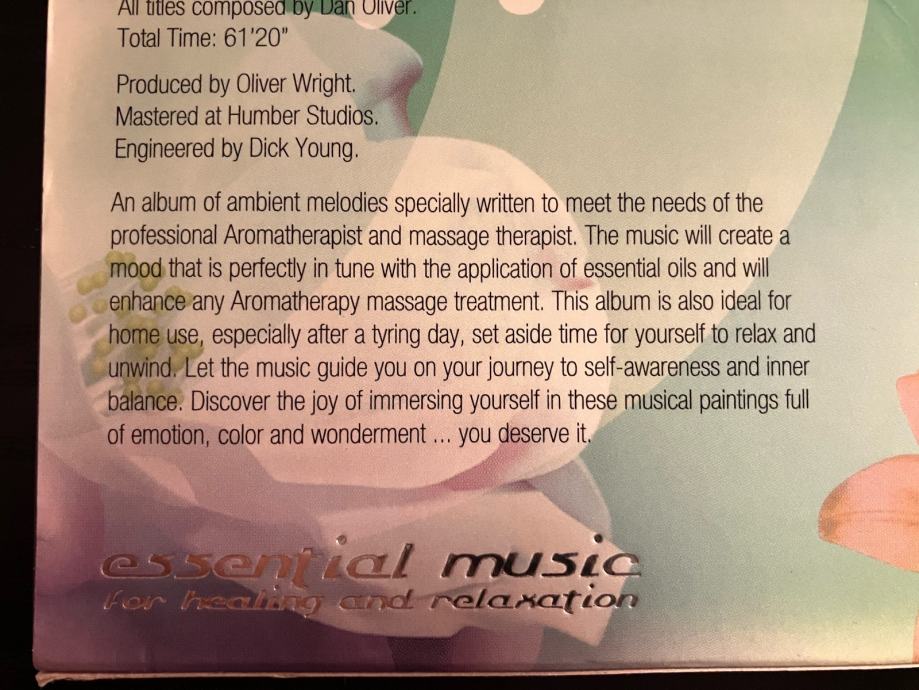 All titles composed by Dan Oliver.
Total Time: 61'20"
Produced by Oliver Wright.
Mastered at Humber Studios.
Engineered by Dick Young.
An album of ambient melodies specially written to meet the needs of the
professional Aromatherapist and massage therapist. The music will create a
mood that is perfectly in tune with the application of essential oils and will
enhance any Aromatherapy massage treatment. This album is also ideal for
home use, especially after a tyring day, set aside time for yourself to relax and
unwind. Let the music guide you on your journey to self-awareness and inner
balance. Discover the joy of immersing yourself in these musical paintings full
of emotion, color and wonderment ... you deserve it.
essential music
for healing and relaxation